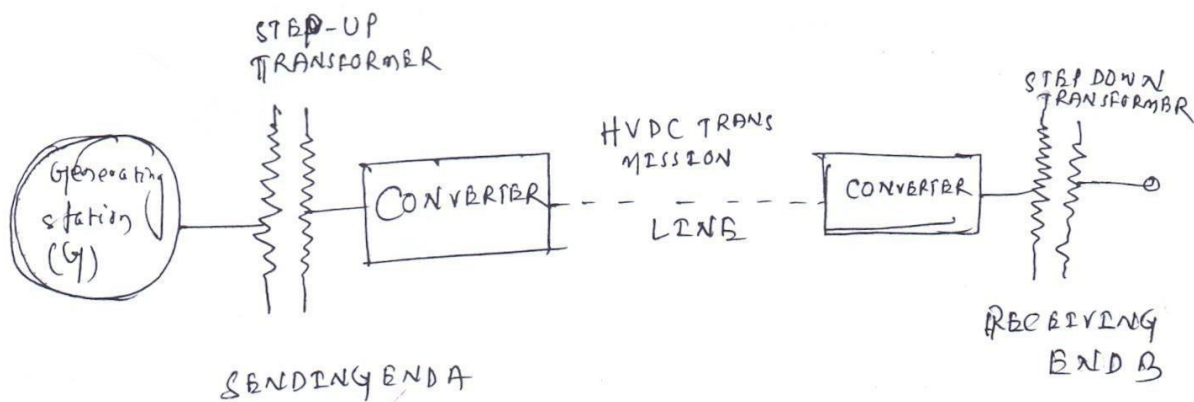 STEP-UP
TRANSFORMER
Generating
station
(G)
CONVERTER
HVDC TRANS
MISSION
LINE
CONVERTER
STEP DOWN
TRANSFORMER
SENDING END A
RECEIVING
END B